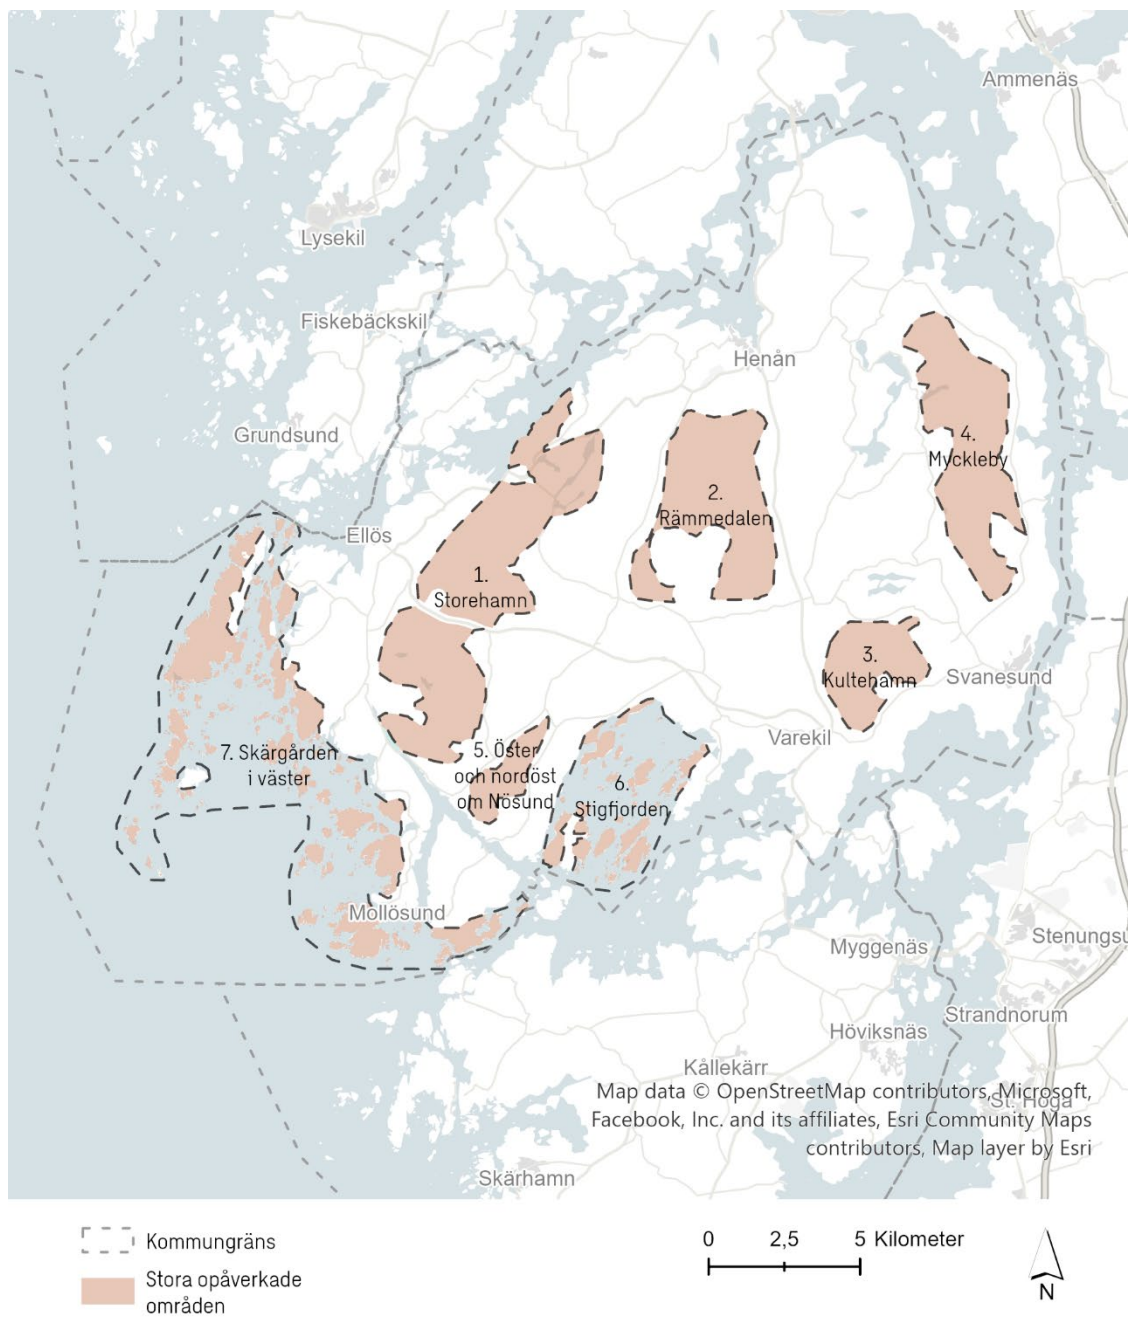 Ammenäs
Lysekil
Fiskebäckskil
Henån
Grundsund
4.
Myckleby
2.
Rämmedalen
Ellös
1.
Storehamn
3.
Kultehamn
Svanesund
Varekil
7. Skärgården
i väster
5. Öster
och nordöst
om Nösund
6.
Stigfjorden
Mollösund
Myggenäs
Stenungsu
Strandnorum
Höviksnäs
Kållekärr
St. Höga
Map data © OpenStreetMap contributors, Microsoft,
Facebook, Inc. and its affiliates, Esri Community Maps
contributors, Map layer by Esri
Skärhamn
Kommungräns
Stora opåverkade
områden
0 2,5 5 Kilometer
N